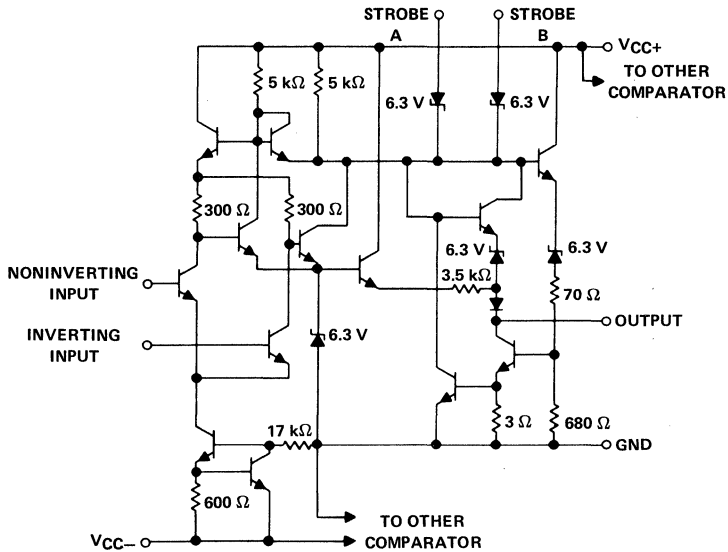 STROBE
STROBE
A
B
VCC+
TO OTHER
COMPARATOR
5 kΩ
5 kΩ
6.3 V
6.3 V
300 Ω
300 Ω
6.3 V
6.3 V
3.5 kΩ
70 Ω
NONINVERTING
INPUT
INVERTING
INPUT
6.3 V
OUTPUT
17 kΩ
3 Ω
680 Ω
GND
600 Ω
TO OTHER
COMPARATOR
VCC–